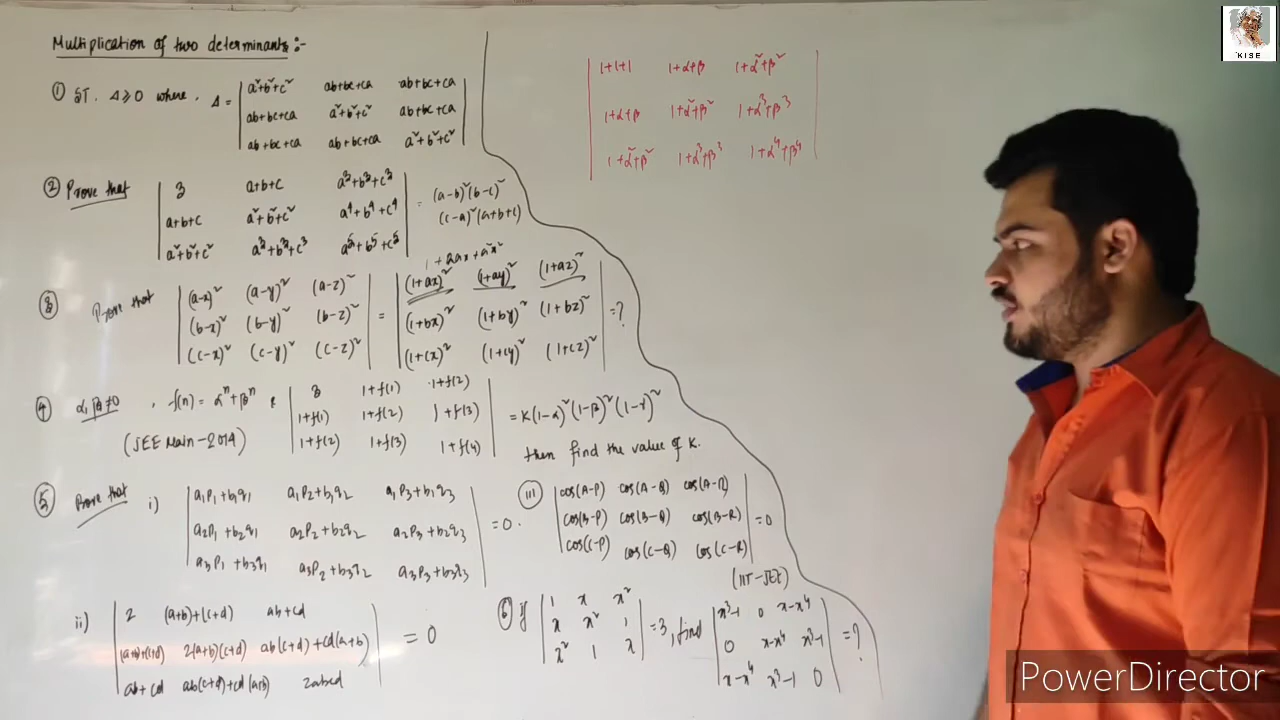 Multiplication of two determinants :-
① ST. Δ ≥ 0 where, Δ = | a²+b²+c²   ab+bc+ca   ab+bc+ca |
| ab+bc+ca   a²+b²+c²   ab+bc+ca |
| ab+bc+ca   ab+bc+ca   a²+b²+c² |
② Prove that | 3   a+b+c   a³+b³+c³ | = (a-b)²(b-c)²
| a+b+c   a²+b²+c²   a⁴+b⁴+c⁴ | (c-a)²(a+b+c)
| a²+b²+c²   a³+b³+c³   a⁵+b⁵+c⁵ |
1+2ax+a²x²
③ Prove that | (a-x)²   (a-y)²   (a-z)² | = | (1+ax)²   (1+ay)²   (1+az)² | = ?
| (b-x)²   (b-y)²   (b-z)² | | (1+bx)²   (1+by)²   (1+bz)² |
| (c-x)²   (c-y)²   (c-z)² | | (1+cx)²   (1+cy)²   (1+cz)² |
④ α, β ≠ 0 , f(n) = αⁿ+βⁿ & | 3   1+f(1)   1+f(2) | = K(1-α)²(1-β)²(1-γ)²
| 1+f(1)   1+f(2)   1+f(3) |
(JEE Main-2014) | 1+f(2)   1+f(3)   1+f(4) | then find the value of K.
⑤ Prove that i) | a₁p₁+b₁q₁   a₁p₂+b₁q₂   a₁p₃+b₁q₃ | = 0.
| a₂p₁+b₂q₁   a₂p₂+b₂q₂   a₂p₃+b₂q₃ |
| a₃p₁+b₃q₁   a₃p₂+b₃q₂   a₃p₃+b₃q₃ |
ii) | 2   (a+b)+(c+d)   ab+cd | = 0
| (a+b)+(c+d)   2(a+b)(c+d)   ab(c+d)+cd(a+b) |
| ab+cd   ab(c+d)+cd(a+b)   2abcd |
iii) | cos(A-P)   cos(A-Q)   cos(A-R) | = 0
| cos(B-P)   cos(B-Q)   cos(B-R) |
| cos(C-P)   cos(C-Q)   cos(C-R) |
(IIT-JEE)
⑥ If | 1   x   x² | = 3, find | x³-1   0   x-x⁴ | = ?
| x   x²   1 | | 0   x-x⁴   x³-1 |
| x²   1   x | | x-x⁴   x³-1   0 |
| 1+1+1   1+α+β   1+α²+β² |
| 1+α+β   1+α²+β²   1+α³+β³ |
| 1+α²+β²   1+α³+β³   1+α⁴+β⁴ |
KISE
PowerDirector